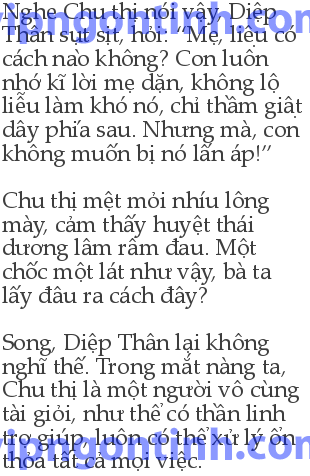 Nghe Chu thị nói vậy, Diệp
Thần sụt sịt, hỏi: “Mẹ, liệu có
cách nào không? Con luôn
nhớ kĩ lời mẹ dặn, không lộ
liễu làm khó nó, chỉ thầm giật
dây phía sau. Nhưng mà, con
không muốn bị nó lấn áp!”
Chu thị mệt mỏi nhíu lông
mày, cảm thấy huyệt thái
dương lâm râm đau. Một
chốc một lát như vậy, bà ta
lấy đâu ra cách đây?
Song, Diệp Thân lại không
nghĩ thế. Trong mắt nàng ta,
Chu thị là một người vô cùng
tài giỏi, như thể có thần linh
trợ giúp, luôn có thể xử lý ổn
thỏa tất cả mọi việc.
vipngontinh.com
vipngontinh.com